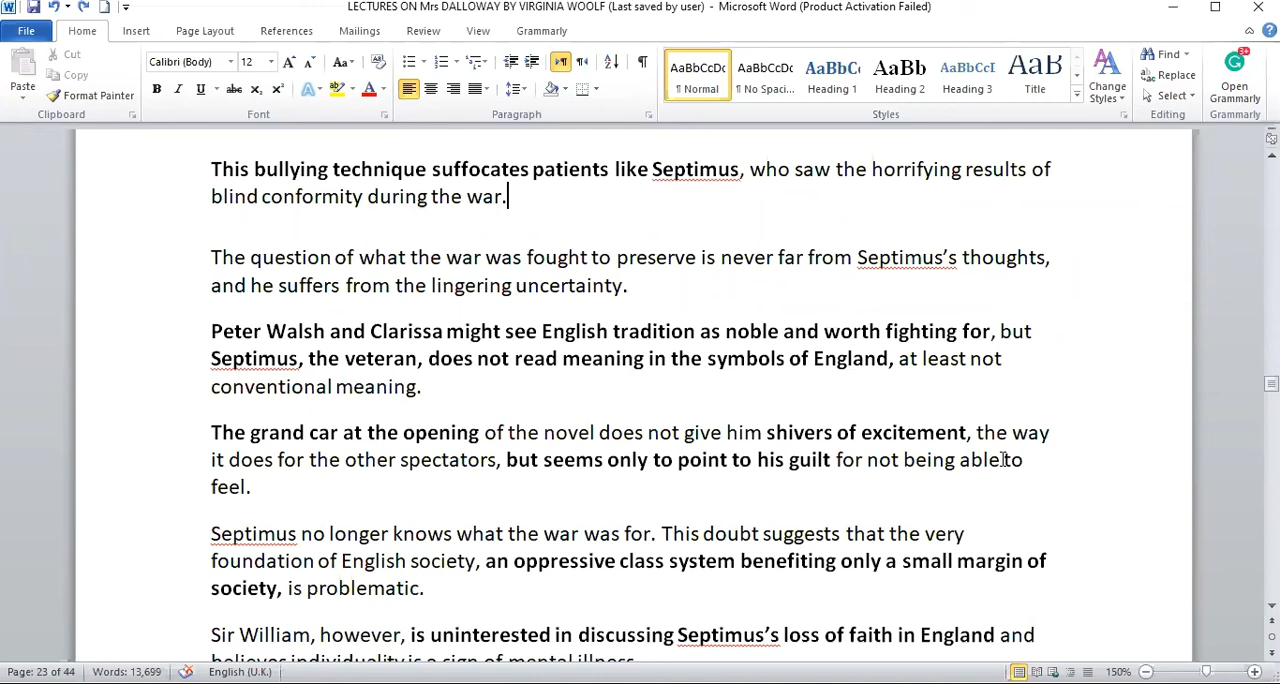 LECTURES ON Mrs DALLOWAY BY VIRGINIA WOOLF (Last saved by user) - Microsoft Word (Product Activation Failed)
File Home Insert Page Layout References Mailings Review View Grammarly
Cut
Copy
Format Painter
Paste
Clipboard
Calibri (Body) 12
Font
Paragraph
AaBbCcDc AaBbCcDc AaBbC AaBb AaBbCcI AaB
¶ Normal ¶ No Spaci... Heading 1 Heading 2 Heading 3 Title
Styles
Change
Styles
Find
Replace
Select
Editing
3+
Open
Grammarly
Grammarly
This bullying technique suffocates patients like Septimus, who saw the horrifying results of
blind conformity during the war.
The question of what the war was fought to preserve is never far from Septimus’s thoughts,
and he suffers from the lingering uncertainty.
Peter Walsh and Clarissa might see English tradition as noble and worth fighting for, but
Septimus, the veteran, does not read meaning in the symbols of England, at least not
conventional meaning.
The grand car at the opening of the novel does not give him shivers of excitement, the way
it does for the other spectators, but seems only to point to his guilt for not being able to
feel.
Septimus no longer knows what the war was for. This doubt suggests that the very
foundation of English society, an oppressive class system benefiting only a small margin of
society, is problematic.
Sir William, however, is uninterested in discussing Septimus’s loss of faith in England and
believes individuality is a sign of mental illness.
Page: 23 of 44 Words: 13,699 English (U.K.) 150%